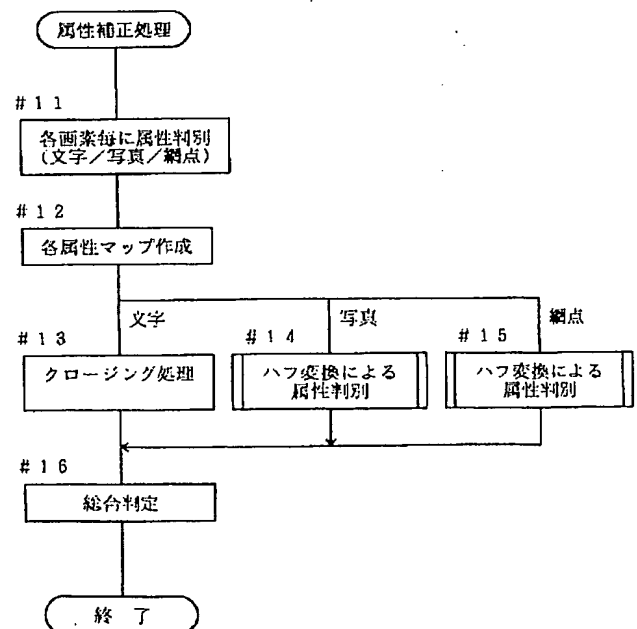 属性補正処理
#11
各画素毎に属性判別
(文字/写真/網点)
#12
各属性マップ作成
文字
写真
網点
#13
#14
#15
クロージング処理
ハフ変換による
属性判別
ハフ変換による
属性判別
#16
総合判定
終 了